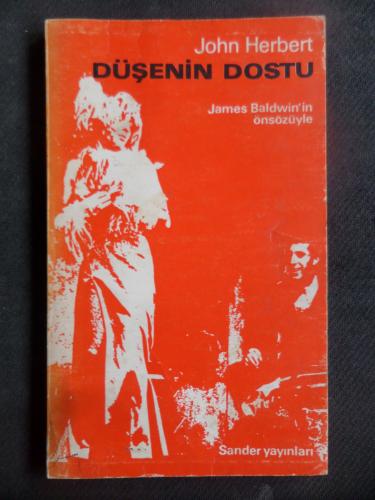 John Herbert
DÜŞENİN DOSTU
James Baldwin'in
önsözüyle
Sander yayınları